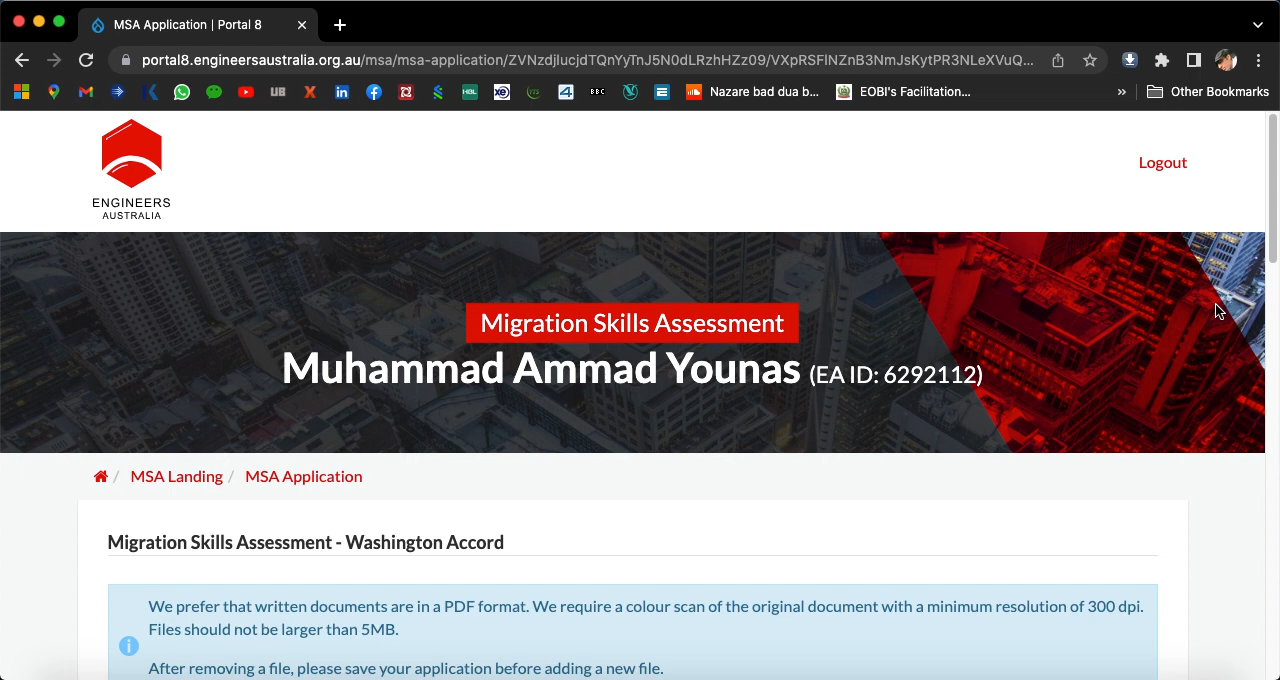 MSA Application | Portal 8
portal8.engineersaustralia.org.au/msa/msa-application/ZVNzdjlucjdTQnYyTnJ5N0dLRzhHZz09/VXpRSFlNZnB3NmJsKytPR3NLeXVuQ...
UB
HBL
xe
BBC
Nazare bad dua b...
EOBI's Facilitation...
»
Other Bookmarks
ENGINEERS
AUSTRALIA
Logout
Migration Skills Assessment
Muhammad Ammad Younas (EA ID: 6292112)
/ MSA Landing / MSA Application
Migration Skills Assessment - Washington Accord
We prefer that written documents are in a PDF format. We require a colour scan of the original document with a minimum resolution of 300 dpi.
Files should not be larger than 5MB.
After removing a file, please save your application before adding a new file.